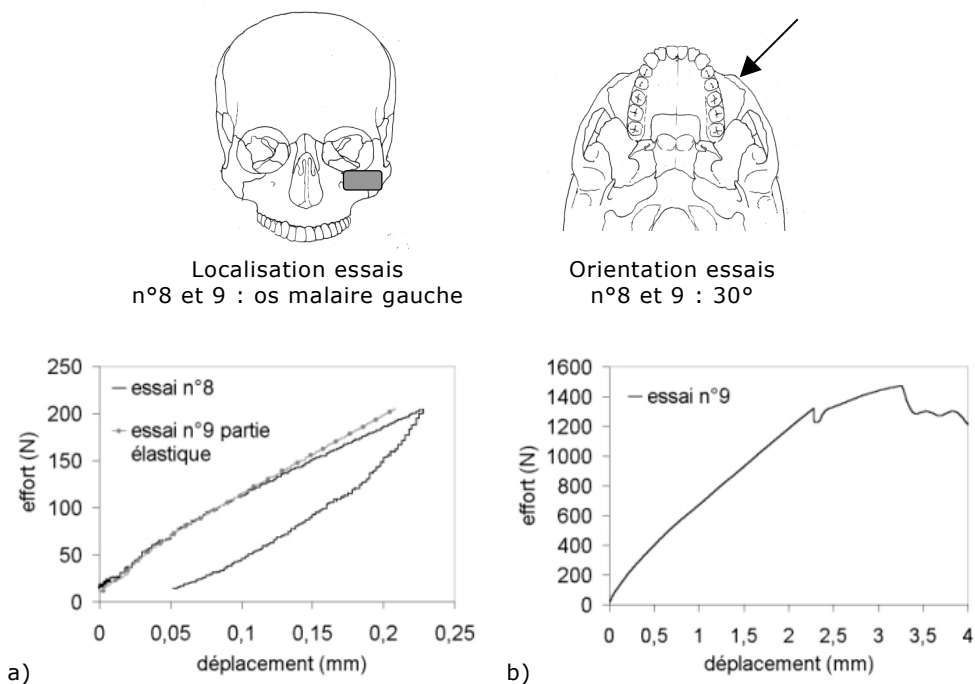 Localisation essais
n°8 et 9 : os malaire gauche
Orientation essais
n°8 et 9 : 30°
250
200
150
100
50
0
effort (N)
essai n°8
essai n°9 partie
élastique
0
0,05
0,1
0,15
0,2
0,25
déplacement (mm)
a)
1600
1400
1200
1000
800
600
400
200
0
effort (N)
essai n°9
0
0,5
1
1,5
2
2,5
3
3,5
4
déplacement (mm)
b)